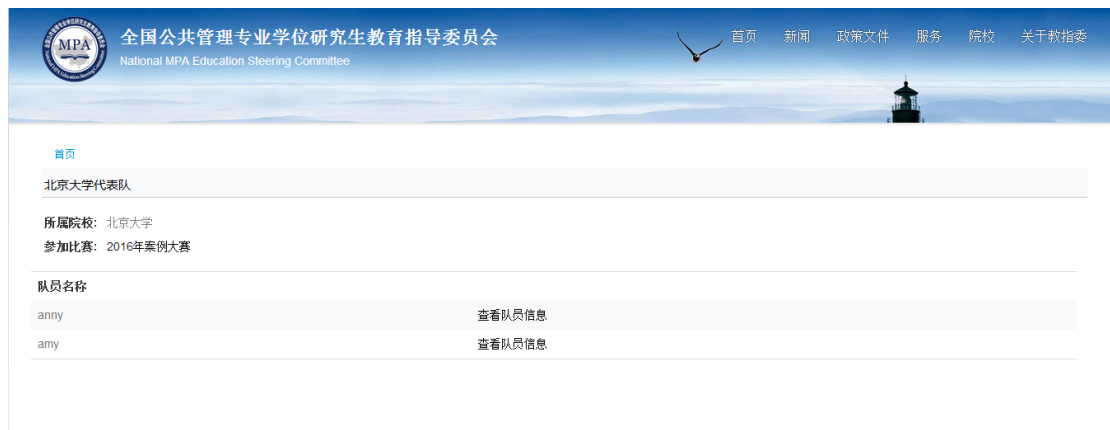 MPA
全国公共管理专业学位研究生教育指导委员会
National MPA Education Steering Committee
首页 新闻 政策文件 服务 院校 关于教指委
首页
北京大学代表队
所属院校: 北京大学
参加比赛: 2016年案例大赛
队员名称
anny 查看队员信息
amy 查看队员信息